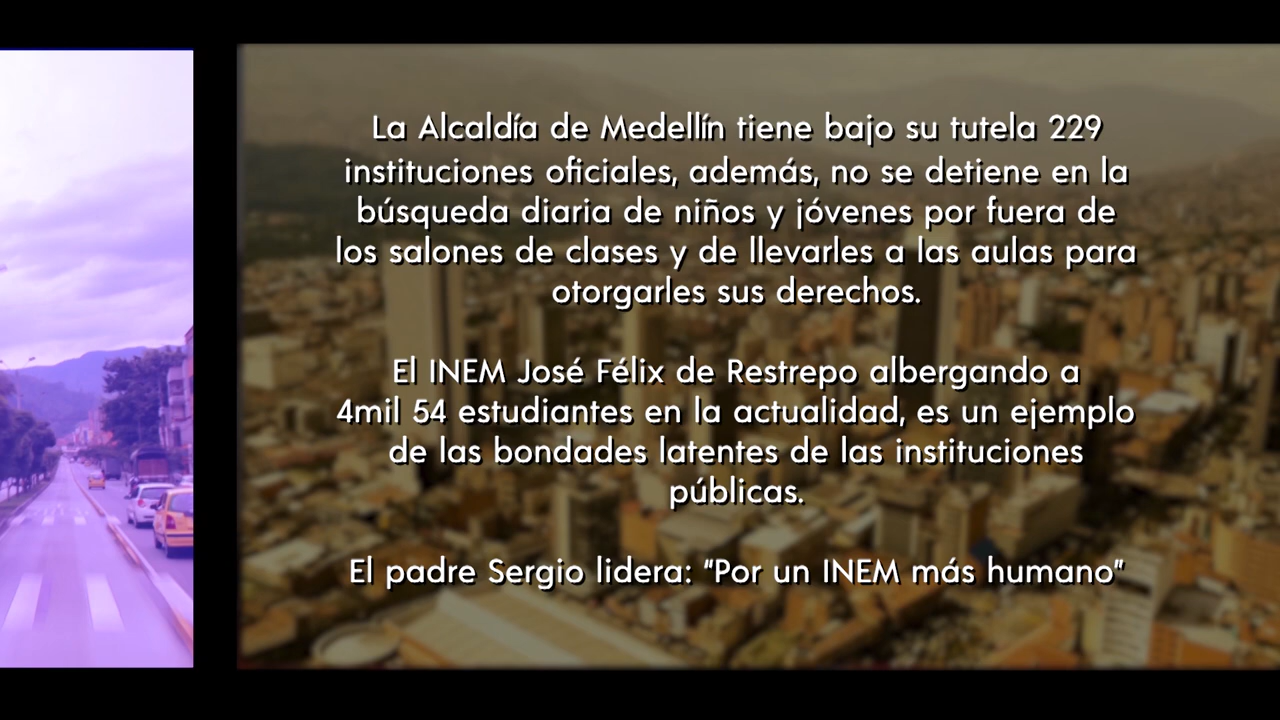 La Alcaldía de Medellín tiene bajo su tutela 229
instituciones oficiales, además, no se detiene en la
búsqueda diaria de niños y jóvenes por fuera de
los salones de clases y de llevarles a las aulas para
otorgarles sus derechos.
El INEM José Félix de Restrepo albergando a
4mil 54 estudiantes en la actualidad, es un ejemplo
de las bondades latentes de las instituciones
públicas.
El padre Sergio lidera: "Por un INEM más humano"